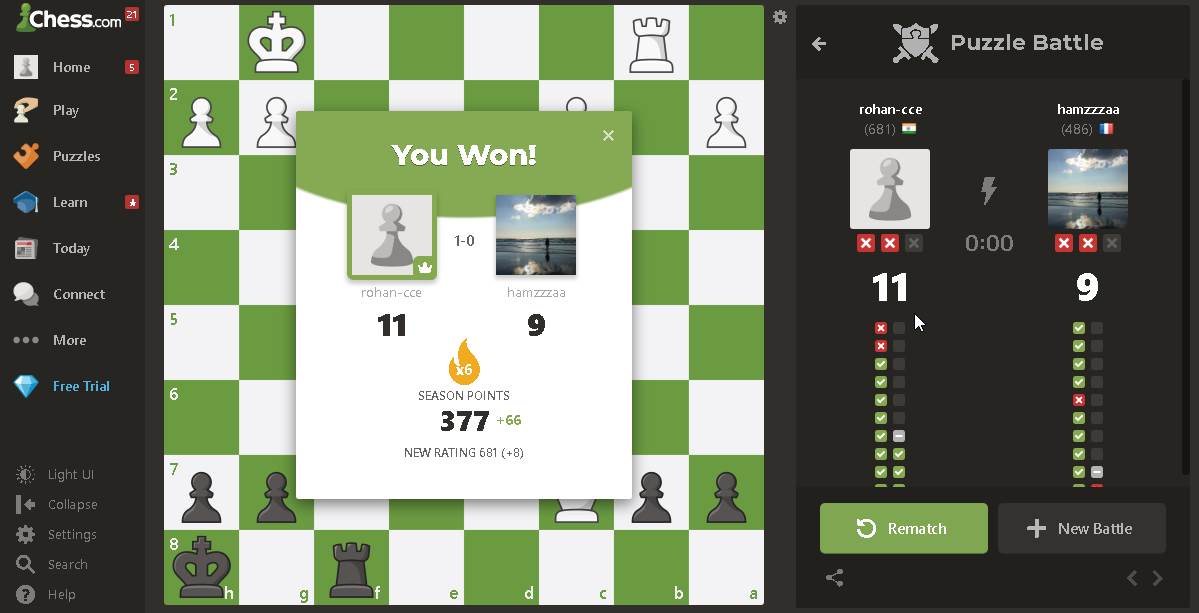 Chess.com
21
Home
5
Play
Puzzles
Learn
Today
Connect
More
Free Trial
Light UI
Collapse
Settings
Search
Help
1
2
3
4
5
6
7
8
h
g
f
e
d
c
b
a
You Won!
1-0
rohan-cce
hamzzzaa
11
9
x6
SEASON POINTS
377 +66
NEW RATING 681 (+8)
Puzzle Battle
rohan-cce
hamzzzaa
(681)
(486)
0:00
11
9
Rematch
New Battle